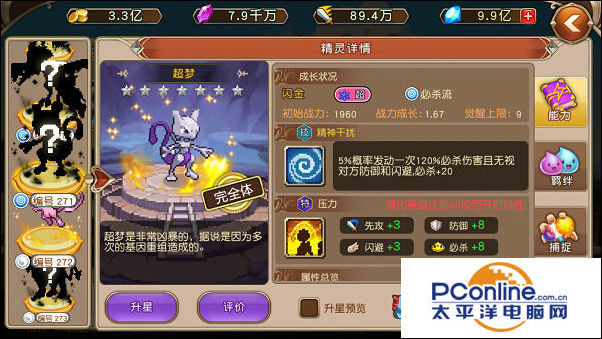 3.3亿
7.9千万
89.4万
9.9亿
精灵详情
超梦
完全体
超梦是非常凶暴的，据说是因为多次的基因重组造成的。
升星
评价
编号 271
编号 272
编号 273
成长状况
闪金 超 必杀流
初始战力：1960 战力成长：1.67 觉醒上限：9
技 精神干扰
5%概率发动一次120%必杀伤害且无视
对方防御和闪避,必杀+20
特 压力
先攻 +3 防御 +8
闪避 +3 必杀 +8
属性总览
升星预览
能力
羁绊
捕捉
PConline
.com.cn
太平洋电脑网